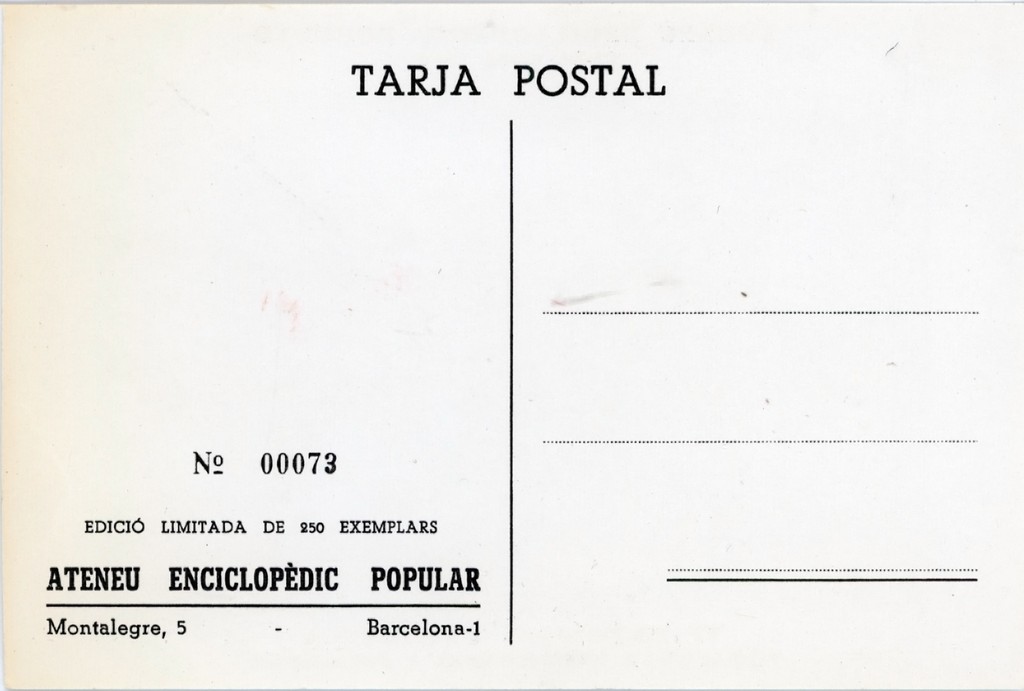 TARJA POSTAL
Nº 00073
EDICIÓ LIMITADA DE 250 EXEMPLARS
ATENEU ENCICLOPÈDIC POPULAR
Montalegre, 5 - Barcelona-1